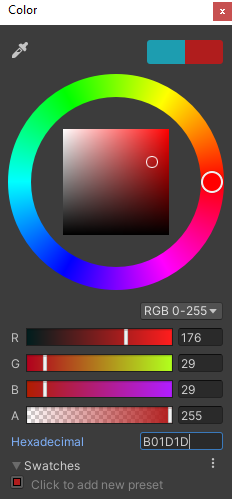 Color
x
RGB 0-255
R 176
G 29
B 29
A 255
Hexadecimal B01D1D
Swatches
Click to add new preset